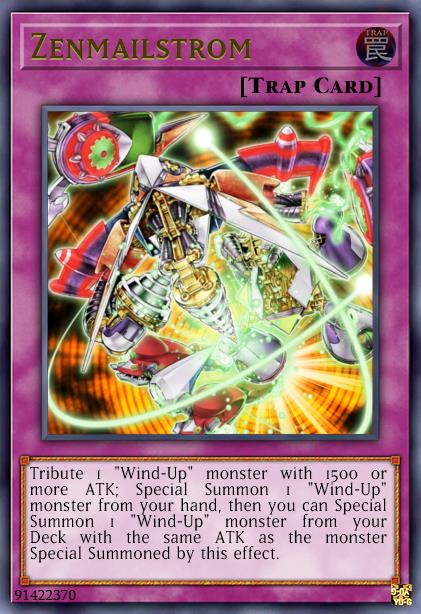 Zenmailstrom
TRAP
罠
[Trap Card]
Tribute 1 "Wind-Up" monster with 1500 or
more ATK; Special Summon 1 "Wind-Up"
monster from your hand, then you can Special
Summon 1 "Wind-Up" monster from your
Deck with the same ATK as the monster
Special Summoned by this effect.
91422370